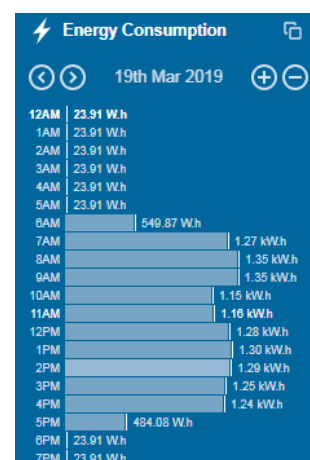 Energy Consumption
19th Mar 2019
12AM 23.91 W.h
1AM 23.91 W.h
2AM 23.91 W.h
3AM 23.91 W.h
4AM 23.91 W.h
5AM 23.91 W.h
6AM 549.87 W.h
7AM 1.27 kW.h
8AM 1.35 kW.h
9AM 1.35 kW.h
10AM 1.15 kW.h
11AM 1.16 kW.h
12PM 1.28 kW.h
1PM 1.30 kW.h
2PM 1.29 kW.h
3PM 1.25 kW.h
4PM 1.24 kW.h
5PM 484.08 W.h
6PM 23.91 W.h
7PM 23.91 W.h